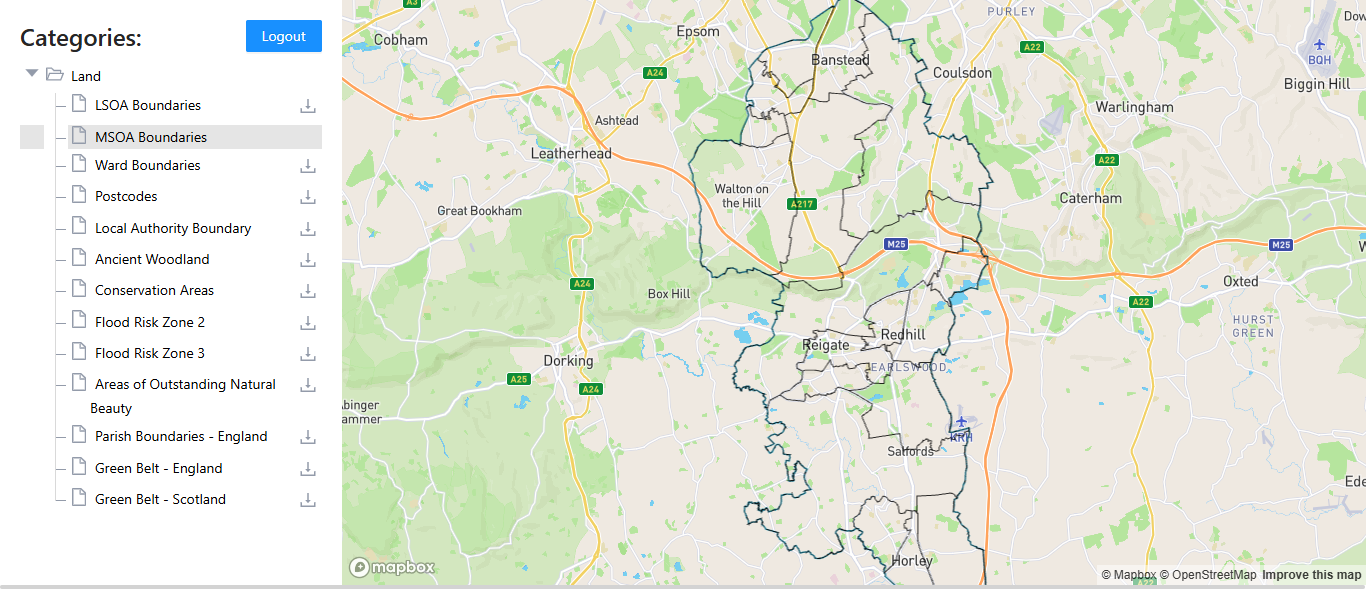 Categories:
Logout
Land
LSOA Boundaries
MSOA Boundaries
Ward Boundaries
Postcodes
Local Authority Boundary
Ancient Woodland
Conservation Areas
Flood Risk Zone 2
Flood Risk Zone 3
Areas of Outstanding Natural
Beauty
Parish Boundaries - England
Green Belt - England
Green Belt - Scotland
A3
PURLEY
Cobham
Epsom
A22
BQH
Banstead
A24
Coulsdon
Biggin Hill
Warlingham
Ashtead
Leatherhead
A22
Walton on
the Hill
A217
Caterham
Great Bookham
M25
M25
A24
Oxted
Box Hill
A22
HURST
GREEN
Redhill
Reigate
Dorking
EARLSWOOD
A25
A24
KRH
Salfords
Horley
mapbox
A22
© Mapbox © OpenStreetMap Improve this map